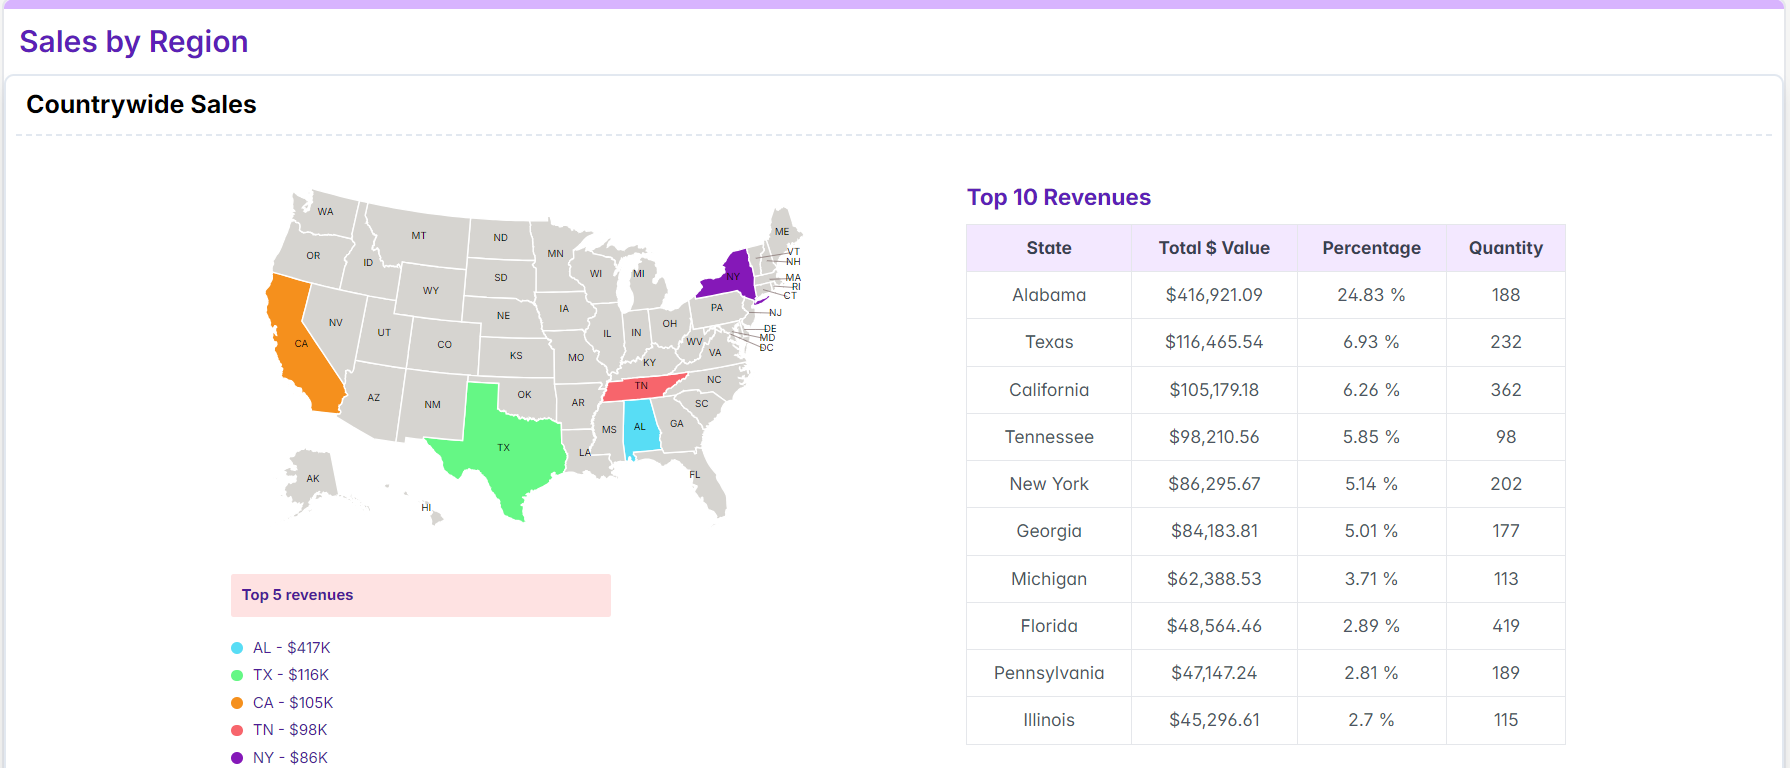 Sales by Region
Countrywide Sales
WA
MT
ND
MN
ME
OR
ID
SD
WI
MI
NY
VT
NH
MA
RI
CT
WY
NV
UT
CO
NE
IA
IL
IN
OH
PA
NJ
DE
MD
DC
CA
KS
MO
KY
WV
VA
AZ
NM
OK
AR
TN
NC
SC
TX
LA
MS
AL
GA
FL
AK
HI
Top 5 revenues
AL - $417K
TX - $116K
CA - $105K
TN - $98K
NY - $86K
Top 10 Revenues
State Total $ Value Percentage Quantity
Alabama $416,921.09 24.83 % 188
Texas $116,465.54 6.93 % 232
California $105,179.18 6.26 % 362
Tennessee $98,210.56 5.85 % 98
New York $86,295.67 5.14 % 202
Georgia $84,183.81 5.01 % 177
Michigan $62,388.53 3.71 % 113
Florida $48,564.46 2.89 % 419
Pennsylvania $47,147.24 2.81 % 189
Illinois $45,296.61 2.7 % 115